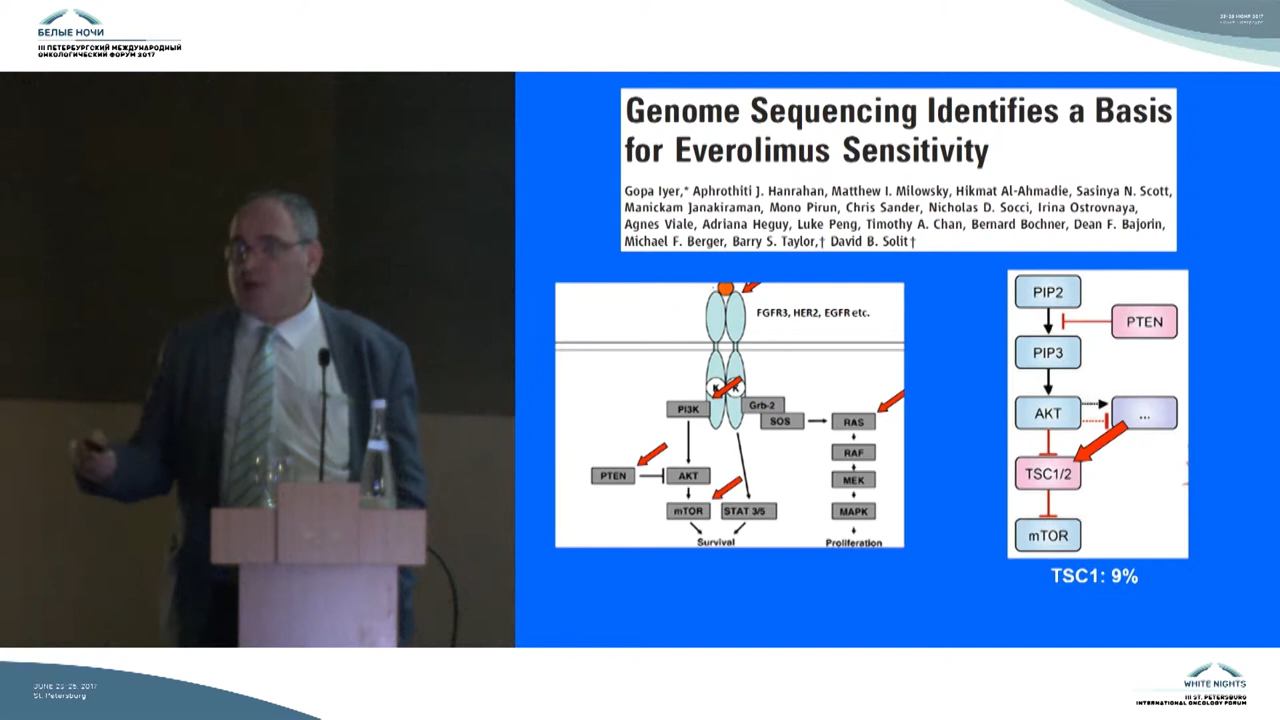 БЕЛЫЕ НОЧИ
III ПЕТЕРБУРГСКИЙ МЕЖДУНАРОДНЫЙ
ОНКОЛОГИЧЕСКИЙ ФОРУМ 2017
23-26 ИЮНЯ 2017
Genome Sequencing Identifies a Basis
for Everolimus Sensitivity
Gopa Iyer,* Aphrothiti J. Hanrahan, Matthew I. Milowsky, Hikmat Al-Ahmadie, Sasinya N. Scott,
Manickam Janakiraman, Mono Pirun, Chris Sander, Nicholas D. Socci, Irina Ostrovnaya,
Agnes Viale, Adriana Heguy, Luke Peng, Timothy A. Chan, Bernard Bochner, Dean F. Bajorin,
Michael F. Berger, Barry S. Taylor,† David B. Solit†
FGFR3, HER2, EGFR etc.
K K
PI3K
Grb-2
SOS
RAS
RAF
PTEN
AKT
MEK
mTOR
STAT 3/5
MAPK
Survival
Proliferation
PIP2
PTEN
PIP3
AKT
...
TSC1/2
mTOR
TSC1: 9%
JUNE 23-26, 2017
St. Petersburg
WHITE NIGHTS
III ST. PETERSBURG
INTERNATIONAL ONCOLOGY FORUM